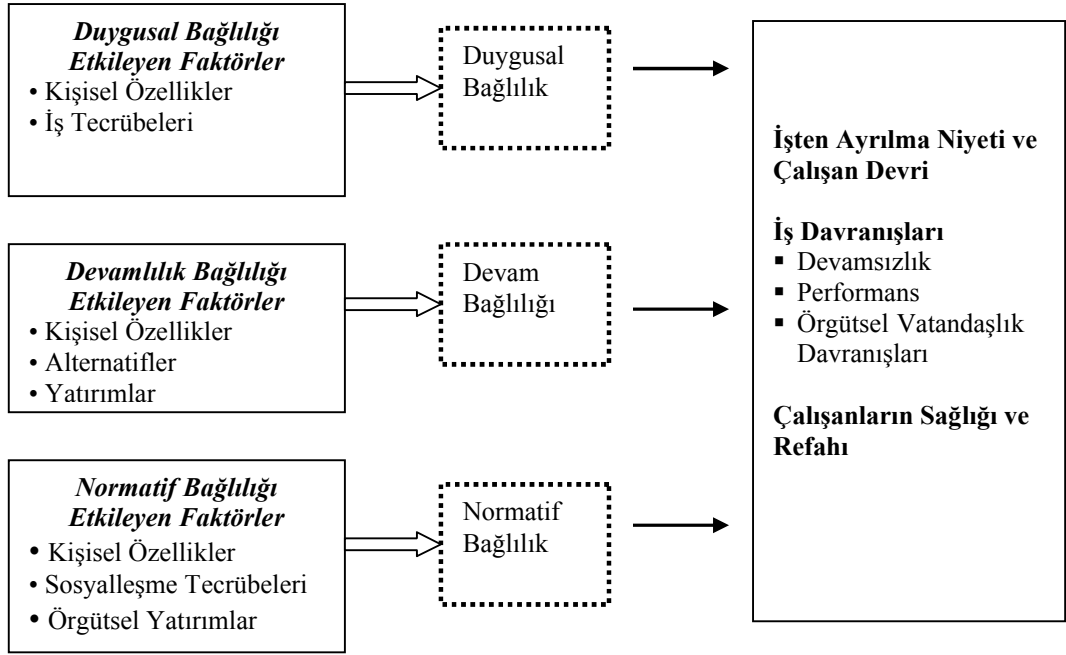 Duygusal Bağlılığı
Etkileyen Faktörler
• Kişisel Özellikler
• İş Tecrübeleri
Duygusal
Bağlılık
Devamlılık Bağlılığı
Etkileyen Faktörler
• Kişisel Özellikler
• Alternatifler
• Yatırımlar
Devam
Bağlılığı
Normatif Bağlılığı
Etkileyen Faktörler
• Kişisel Özellikler
• Sosyalleşme Tecrübeleri
• Örgütsel Yatırımlar
Normatif
Bağlılık
İşten Ayrılma Niyeti ve
Çalışan Devri
İş Davranışları
▪ Devamsızlık
▪ Performans
▪ Örgütsel Vatandaşlık
Davranışları
Çalışanların Sağlığı ve
Refahı